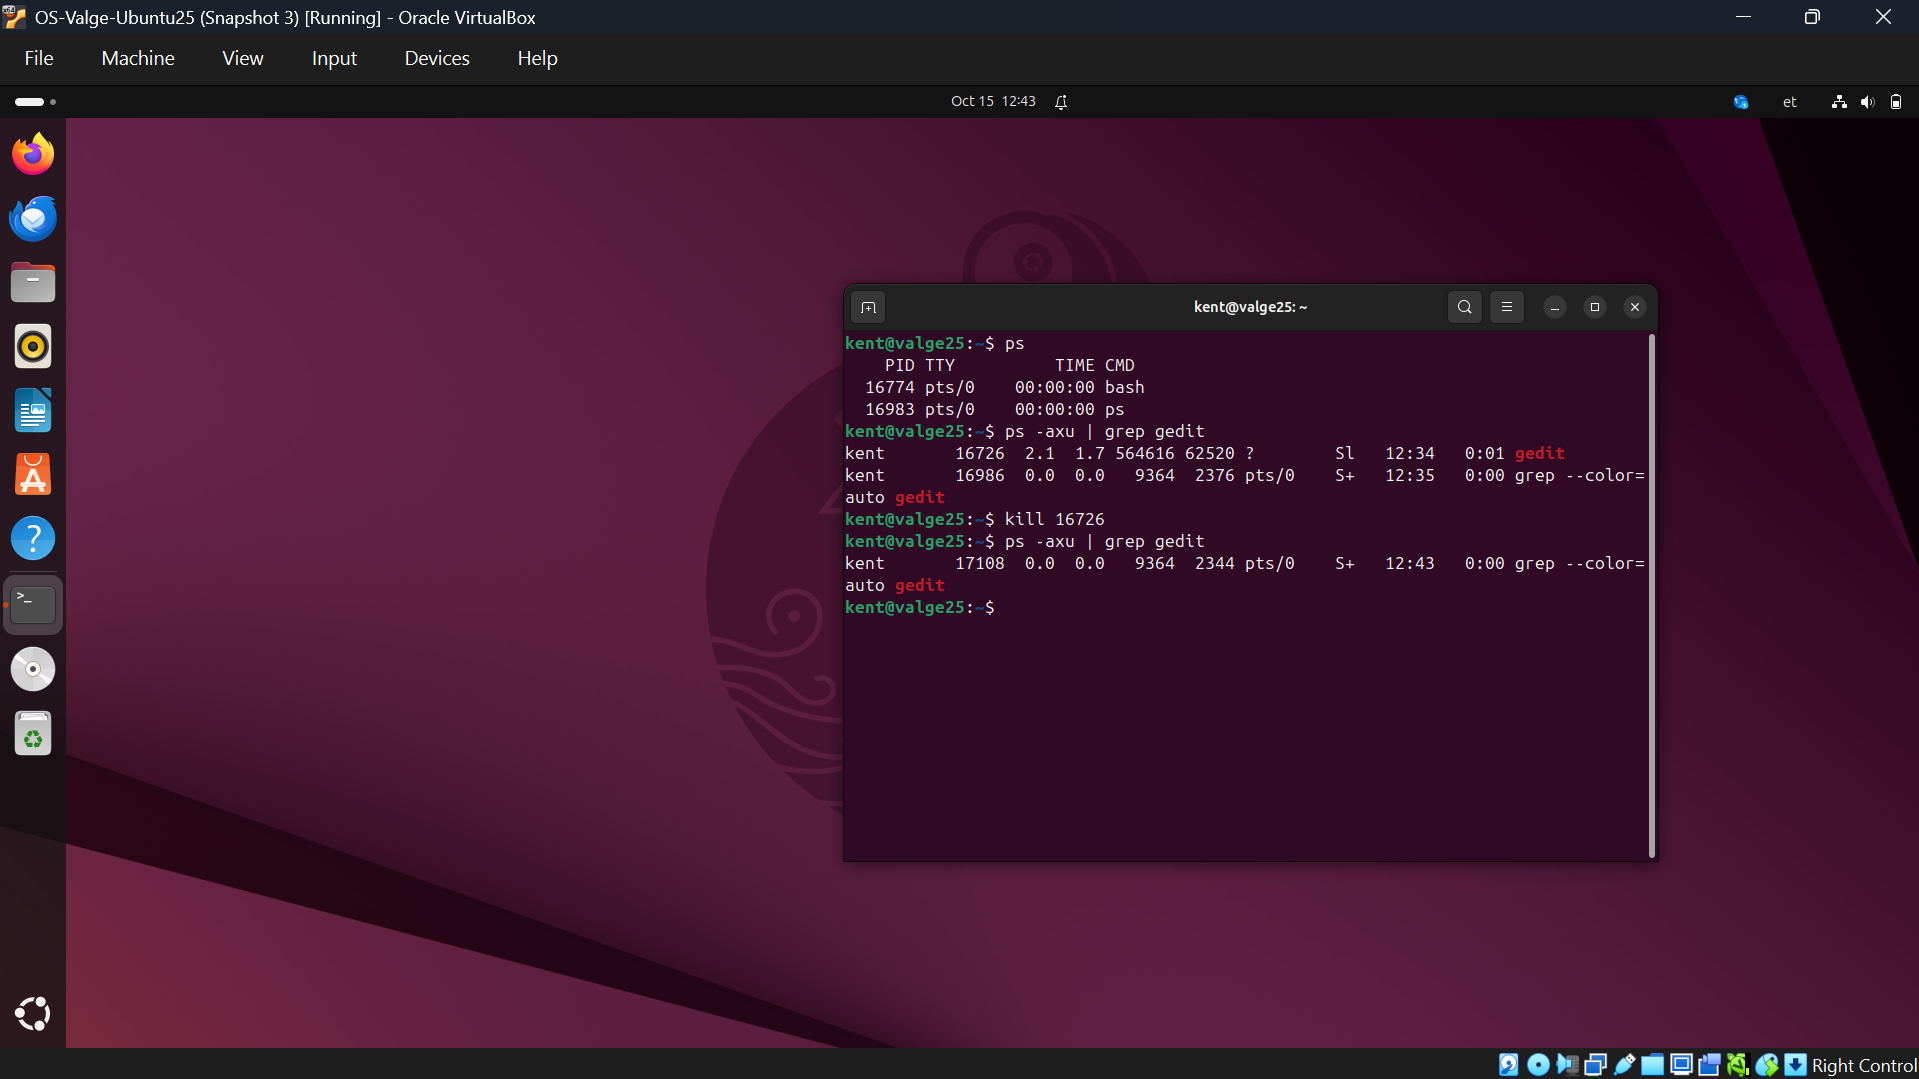 OS-Valge-Ubuntu25 (Snapshot 3) [Running] - Oracle VirtualBox
File Machine View Input Devices Help
Oct 15 12:43
et
kent@valge25: ~
kent@valge25:~$ ps
    PID TTY          TIME CMD
  16774 pts/0    00:00:00 bash
  16983 pts/0    00:00:00 ps
kent@valge25:~$ ps -axu | grep gedit
kent       16726  2.1  1.7 564616 62520 ?        Sl   12:34   0:01 gedit
kent       16986  0.0  0.0   9364  2376 pts/0    S+   12:35   0:00 grep --color=
auto gedit
kent@valge25:~$ kill 16726
kent@valge25:~$ ps -axu | grep gedit
kent       17108  0.0  0.0   9364  2344 pts/0    S+   12:43   0:00 grep --color=
auto gedit
kent@valge25:~$
Right Control